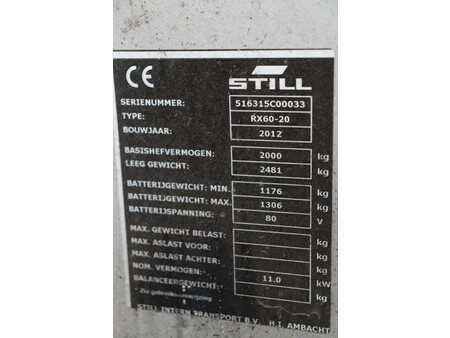 CE STILL
SERIENUMMER: 516315C00033
TYPE: RX60-20
BOUWJAAR: 2012
BASISHEFVERMOGEN: 2000 kg
LEEG GEWICHT: 2481 kg
BATTERIJGEWICHT: MIN. 1176 kg
BATTERIJGEWICHT: MAX. 1306 kg
BATTERIJSPANNING: 80 V
MAX. GEWICHT BELAST: kg
MAX. ASLAST VOOR: kg
MAX. ASLAST ACHTER: kg
NOM. VERMOGEN: 11.0 kW
BALANCEERGEWICHT: kg
Zie gebruiksaanwijzing
STILL INTERN TRANSPORT B.V. H.I. AMBACHT